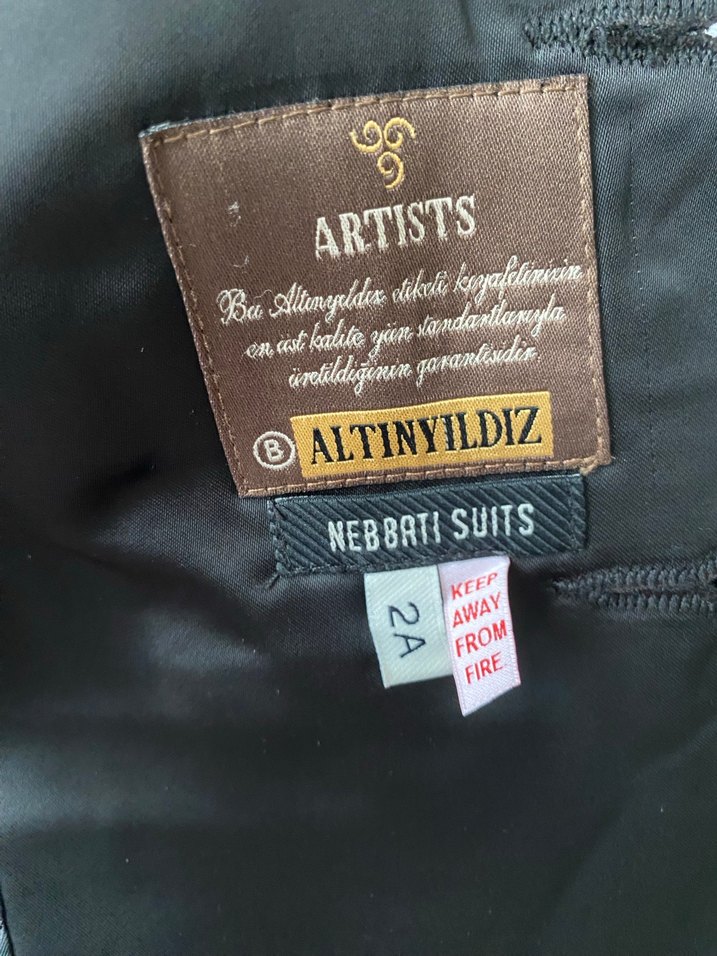 ARTISTS
Bu Altınyıldız etiketi kıyafetinizin
en üst kalite yün standartlarıyla
üretildiğinin garantisidir
B ALTINYILDIZ
NEBBATI SUITS
2A
KEEP
AWAY
FROM
FIRE